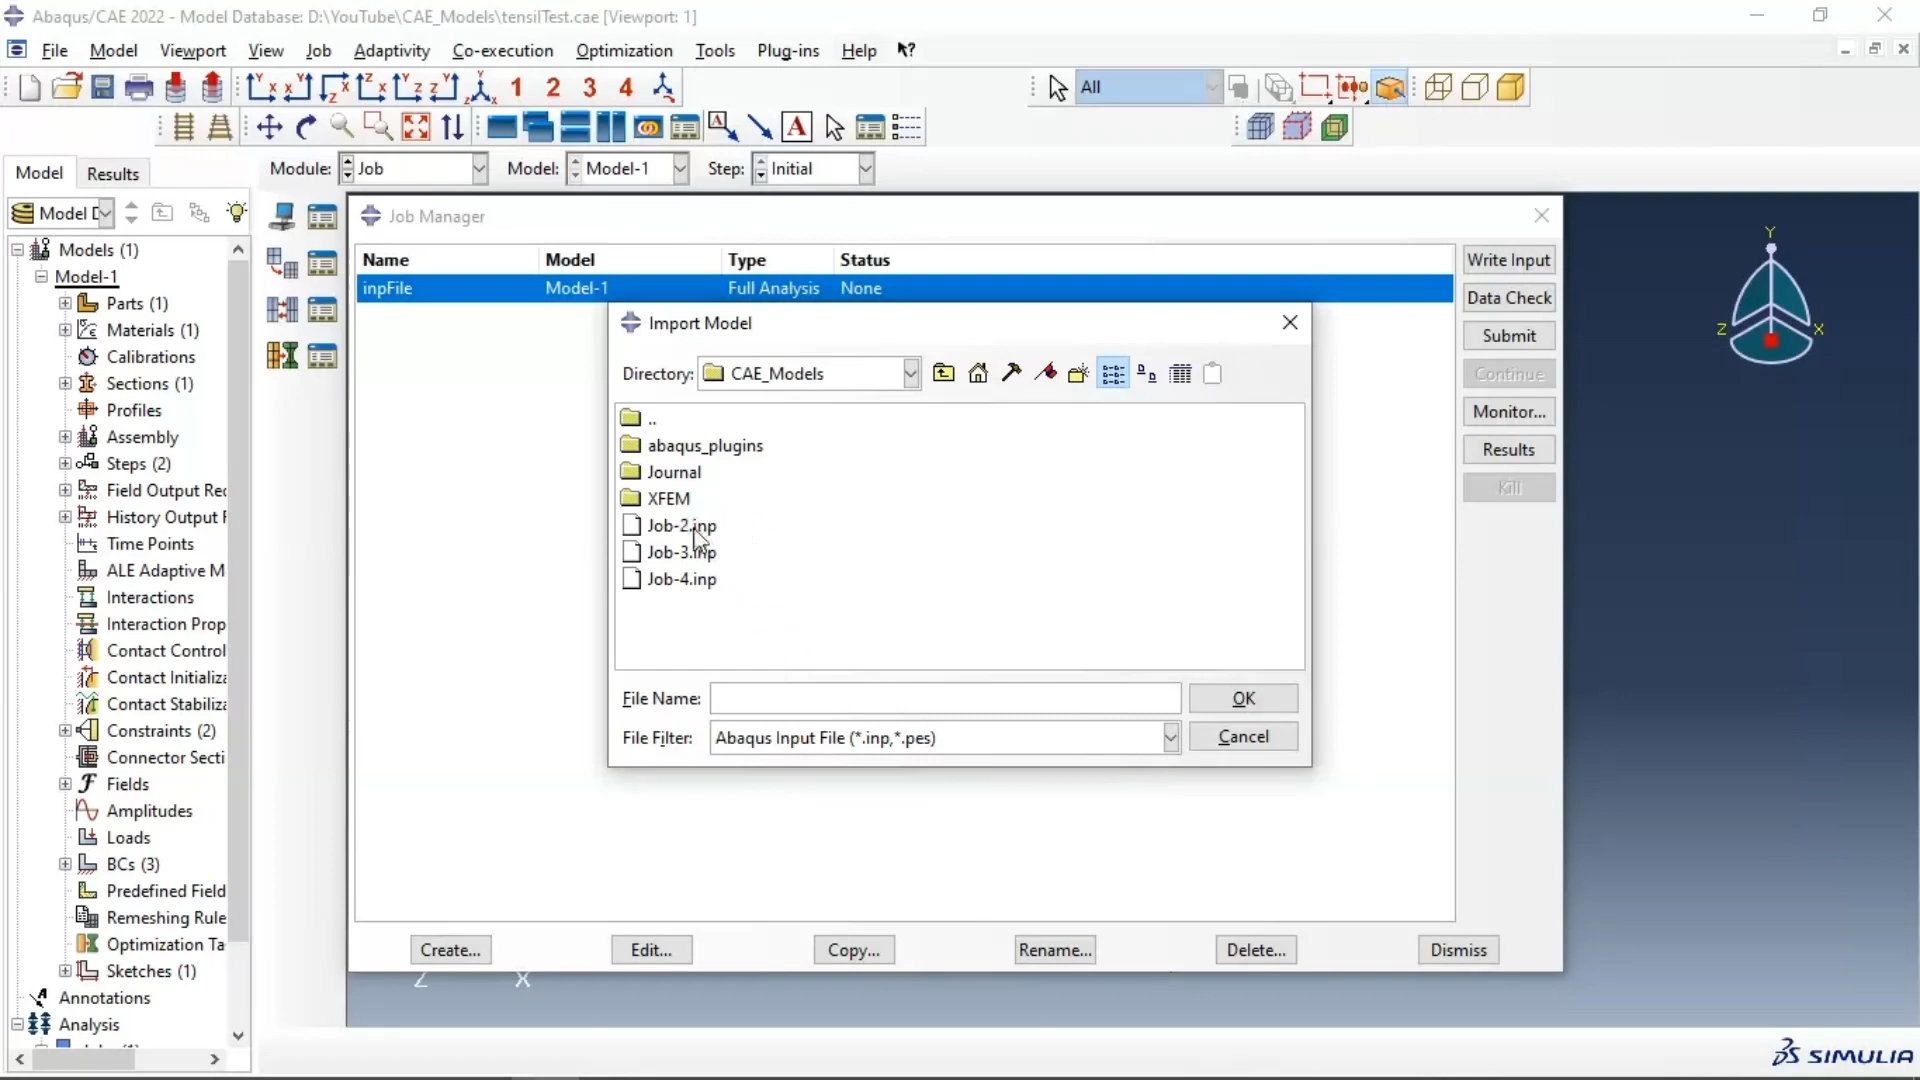 Abaqus/CAE 2022 - Model Database: D:\YouTube\CAE_Models\tensilTest.cae [Viewport: 1]
File Model Viewport View Job Adaptivity Co-execution Optimization Tools Plug-ins Help
1 2 3 4 All
Model Results Module: Job Model: Model-1 Step: Initial
Model D
Models (1)
Model-1
Parts (1)
Materials (1)
Calibrations
Sections (1)
Profiles
Assembly
Steps (2)
Field Output Rec
History Output R
Time Points
ALE Adaptive M
Interactions
Interaction Prop
Contact Control
Contact Initializa
Contact Stabiliza
Constraints (2)
Connector Secti
Fields
Amplitudes
Loads
BCs (3)
Predefined Field
Remeshing Rule
Optimization Ta
Sketches (1)
Annotations
Analysis
Job Manager
Name Model Type Status
inpFile Model-1 Full Analysis None
Write Input
Data Check
Submit
Continue
Monitor...
Results
Kill
Import Model
Directory: CAE_Models
..
abaqus_plugins
Journal
XFEM
Job-2.inp
Job-3.inp
Job-4.inp
File Name: OK
File Filter: Abaqus Input File (*.inp,*.pes) Cancel
Create... Edit... Copy... Rename... Delete... Dismiss
Z X
Y
Z X
SIMULIA